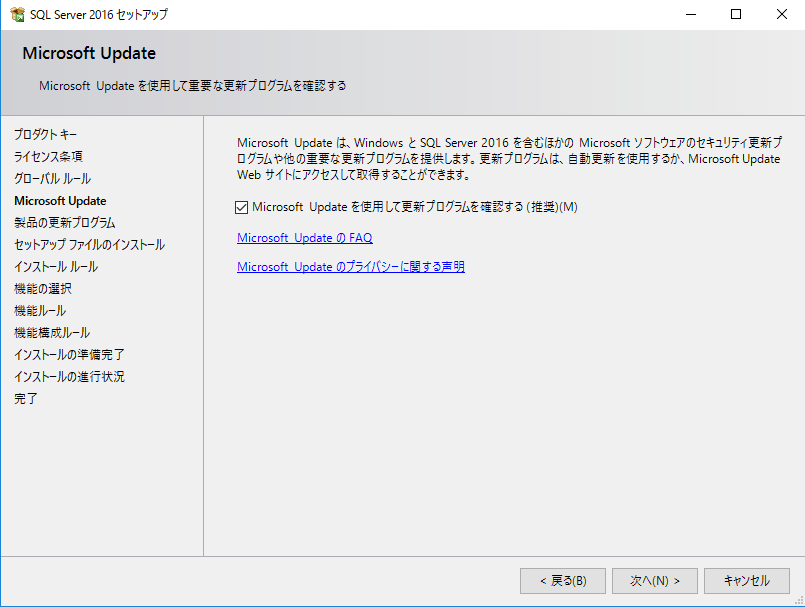 SQL Server 2016 セットアップ
Microsoft Update
Microsoft Update を使用して重要な更新プログラムを確認する
プロダクト キー
ライセンス条項
グローバル ルール
Microsoft Update
製品の更新プログラム
セットアップ ファイルのインストール
インストール ルール
機能の選択
機能ルール
機能構成ルール
インストールの準備完了
インストールの進行状況
完了
Microsoft Update は、Windows と SQL Server 2016 を含むほかの Microsoft ソフトウェアのセキュリティ更新プ
ログラムや他の重要な更新プログラムを提供します。更新プログラムは、自動更新を使用するか、Microsoft Update
Web サイトにアクセスして取得することができます。
Microsoft Update を使用して更新プログラムを確認する (推奨)(M)
Microsoft Update の FAQ
Microsoft Update のプライバシーに関する声明
< 戻る(B)
次へ(N) >
キャンセル